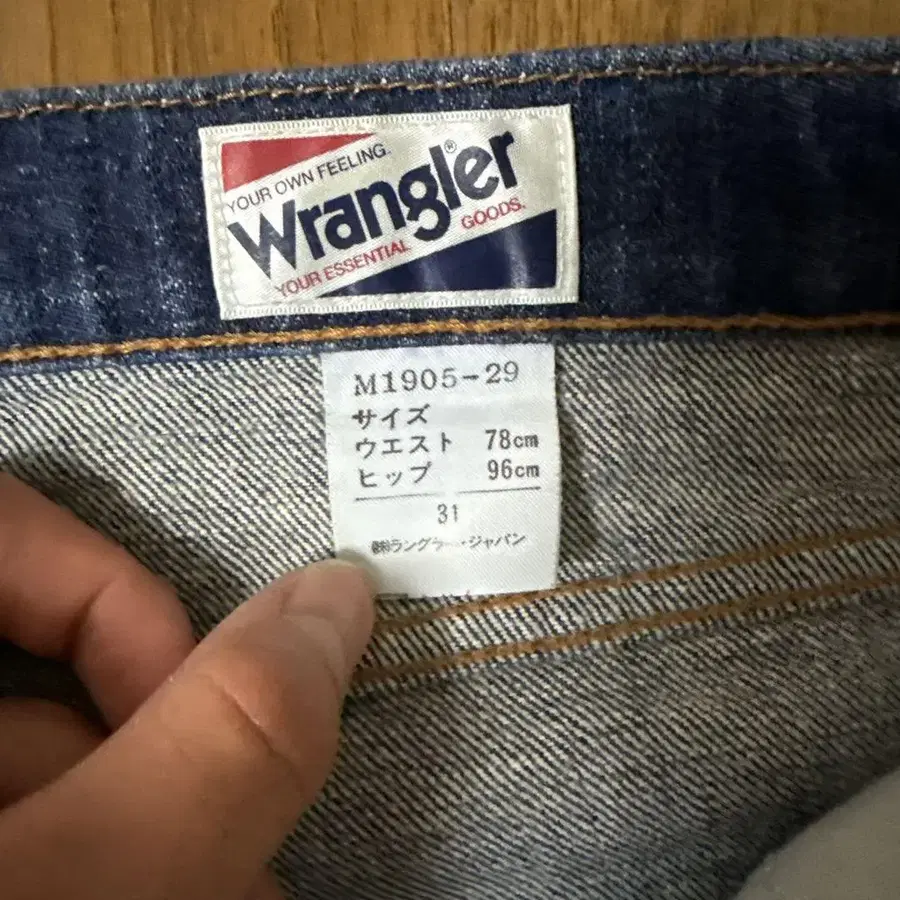 YOUR OWN FEELING.
Wrangler®
YOUR ESSENTIAL GOODS.
M1905-29
サイズ
ウエスト 78cm
ヒップ 96cm
31
㈱ラングラー・ジャパン